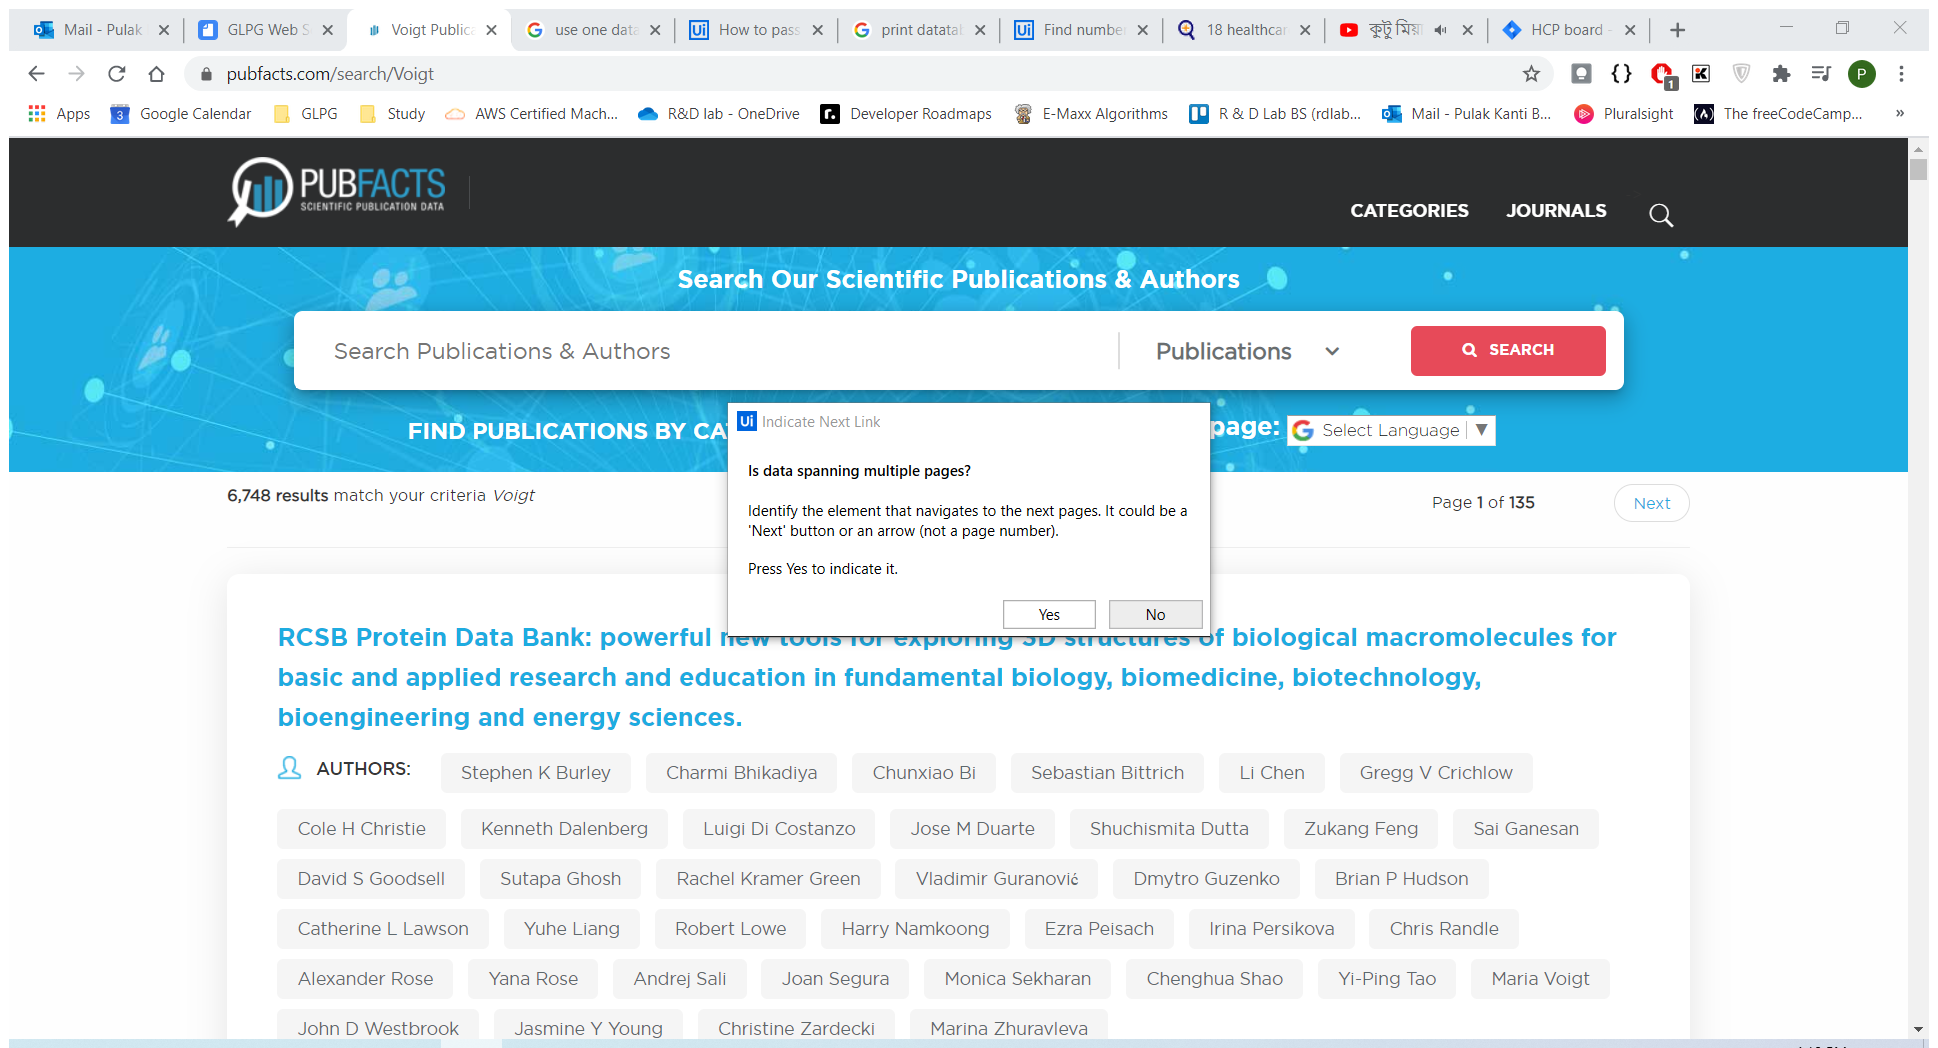 Mail - Pulak
GLPG Web S
Voigt Publica
use one data
How to pass
print datatab
Find number
18 healthcar
কুটু মিয়া
HCP board -
pubfacts.com/search/Voigt
1
P
Apps
3
Google Calendar
GLPG
Study
AWS Certified Mach...
R&D lab - OneDrive
r.
Developer Roadmaps
E-Maxx Algorithms
R & D Lab BS (rdlab...
Mail - Pulak Kanti B...
Pluralsight
The freeCodeCamp...
»
PUBFACTS
SCIENTIFIC PUBLICATION DATA
CATEGORIES
JOURNALS
Search Our Scientific Publications & Authors
Search Publications & Authors
Publications
SEARCH
FIND PUBLICATIONS BY CA
page:
Select Language ▼
Ui Indicate Next Link
Is data spanning multiple pages?
Identify the element that navigates to the next pages. It could be a
'Next' button or an arrow (not a page number).
Press Yes to indicate it.
Yes
No
6,748 results match your criteria Voigt
Page 1 of 135
Next
RCSB Protein Data Bank: powerful new tools for exploring 3D structures of biological macromolecules for
basic and applied research and education in fundamental biology, biomedicine, biotechnology,
bioengineering and energy sciences.
AUTHORS: Stephen K Burley Charmi Bhikadiya Chunxiao Bi Sebastian Bittrich Li Chen Gregg V Crichlow
Cole H Christie Kenneth Dalenberg Luigi Di Costanzo Jose M Duarte Shuchismita Dutta Zukang Feng Sai Ganesan
David S Goodsell Sutapa Ghosh Rachel Kramer Green Vladimir Guranović Dmytro Guzenko Brian P Hudson
Catherine L Lawson Yuhe Liang Robert Lowe Harry Namkoong Ezra Peisach Irina Persikova Chris Randle
Alexander Rose Yana Rose Andrej Sali Joan Segura Monica Sekharan Chenghua Shao Yi-Ping Tao Maria Voigt
John D Westbrook Jasmine Y Young Christine Zardecki Marina Zhuravleva